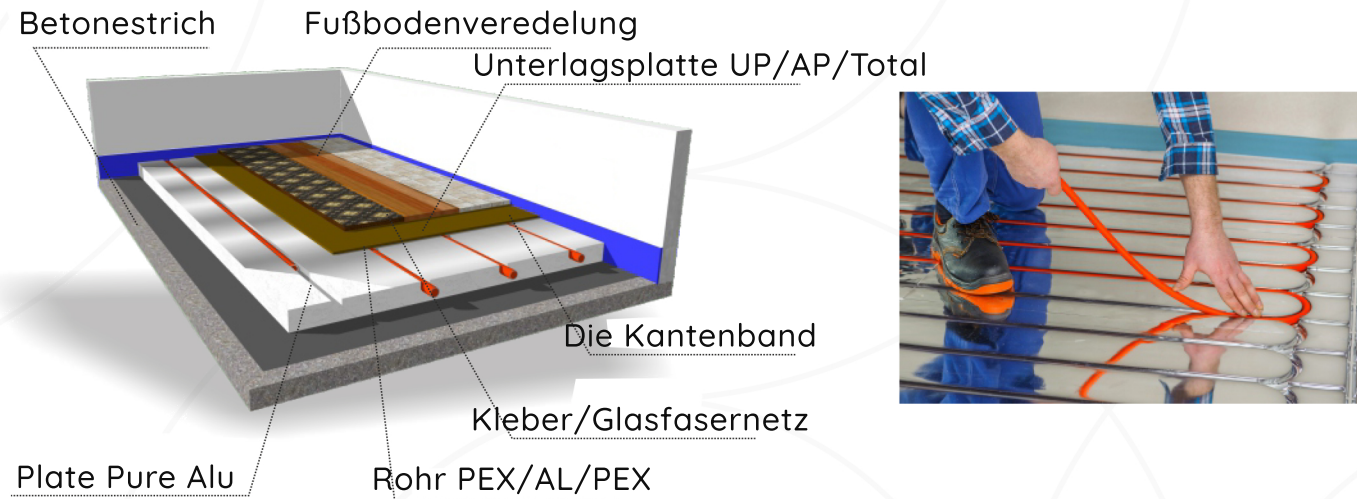 Betonestrich
Fußbodenveredelung
Unterlagsplatte UP/AP/Total
Die Kantenband
Kleber/Glasfasernetz
Plate Pure Alu
Rohr PEX/AL/PEX